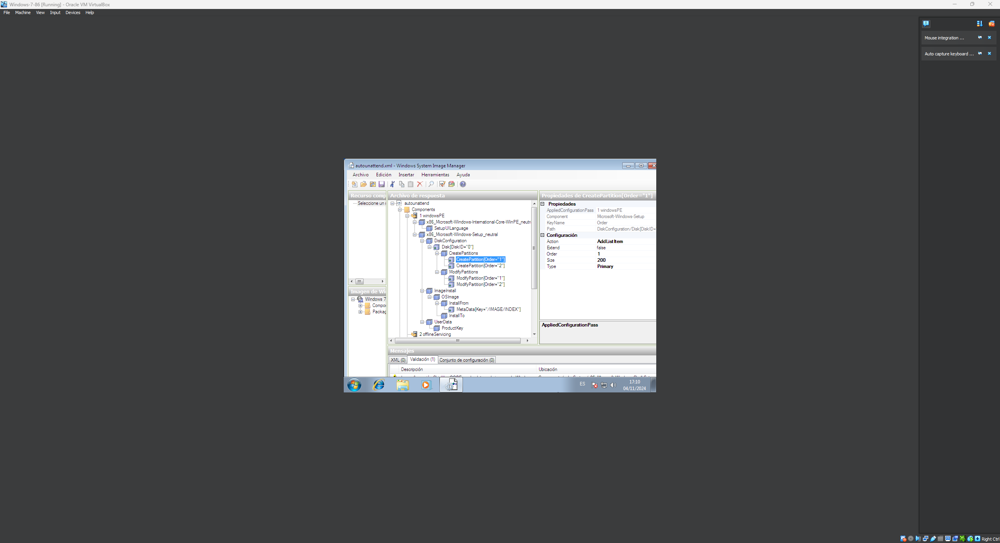 Windows-7-86 [Running] - Oracle VM VirtualBox
File Machine View Input Devices Help
Mouse integration ...
Auto capture keyboard ...
autounattend.xml - Windows System Image Manager
Archivo Edición Insertar Herramientas Ayuda
Recurso comp
Seleccione un
Imagen de Wi
Windows 7
Compo
Packag
Archivo de respuesta
autounattend
Components
1 windowsPE
x86_Microsoft-Windows-International-Core-WinPE_neutr
SetupUILanguage
x86_Microsoft-Windows-Setup_neutral
DiskConfiguration
Disk[DiskID="0"]
CreatePartitions
CreatePartition[Order="1"]
CreatePartition[Order="2"]
ModifyPartitions
ModifyPartition[Order="1"]
ModifyPartition[Order="2"]
ImageInstall
OSImage
InstallFrom
MetaData[Key="/IMAGE/INDEX"]
InstallTo
UserData
ProductKey
2 offlineServicing
Propiedades de CreatePartition[Order="1"]
Propiedades
AppliedConfigurationPass 1 windowsPE
Component Microsoft-Windows-Setup
KeyName Order
Path DiskConfiguration/Disk[DiskID=
Configuración
Action AddListItem
Extend false
Order 1
Size 200
Type Primary
AppliedConfigurationPass
Mensajes
XML (0) Validación (1) Conjunto de configuración (0)
Descripción Ubicación
ES
17:10
04/11/2024
Right Ctrl